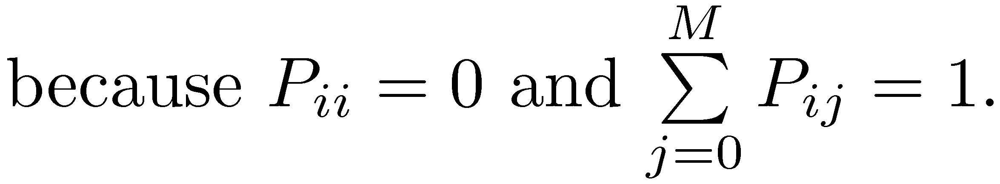 because $P_{ii} = 0$ and $\sum_{j=0}^{M} P_{ij} = 1.$